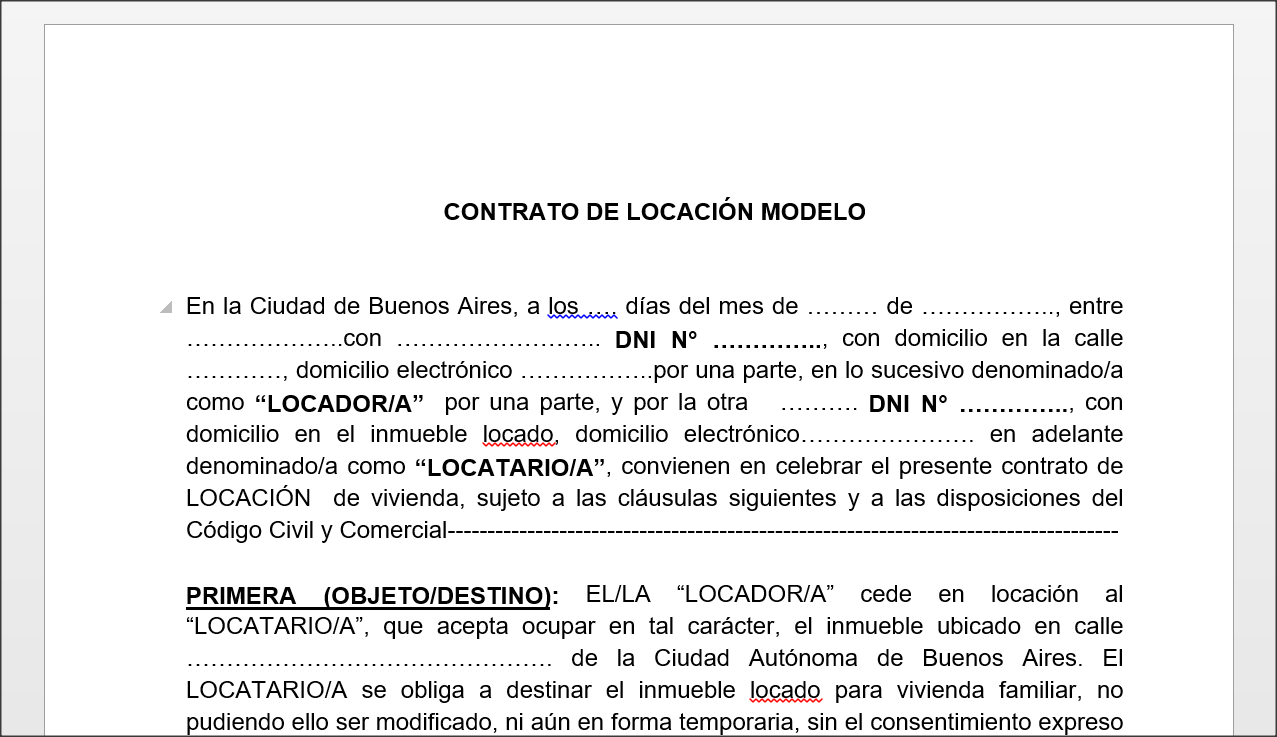 CONTRATO DE LOCACIÓN MODELO
En la Ciudad de Buenos Aires, a los …. días del mes de ……… de …………….., entre
………………..con …………………….. DNI N° ………….., con domicilio en la calle
…………, domicilio electrónico ……………..por una parte, en lo sucesivo denominado/a
como “LOCADOR/A” por una parte, y por la otra ………. DNI N° ………….., con
domicilio en el inmueble locado, domicilio electrónico…………………. en adelante
denominado/a como “LOCATARIO/A”, convienen en celebrar el presente contrato de
LOCACIÓN de vivienda, sujeto a las cláusulas siguientes y a las disposiciones del
Código Civil y Comercial------------------------------------------------------------------------------------
PRIMERA (OBJETO/DESTINO): EL/LA “LOCADOR/A” cede en locación al
“LOCATARIO/A”, que acepta ocupar en tal carácter, el inmueble ubicado en calle
………………………………………. de la Ciudad Autónoma de Buenos Aires. El
LOCATARIO/A se obliga a destinar el inmueble locado para vivienda familiar, no
pudiendo ello ser modificado, ni aún en forma temporaria, sin el consentimiento expreso